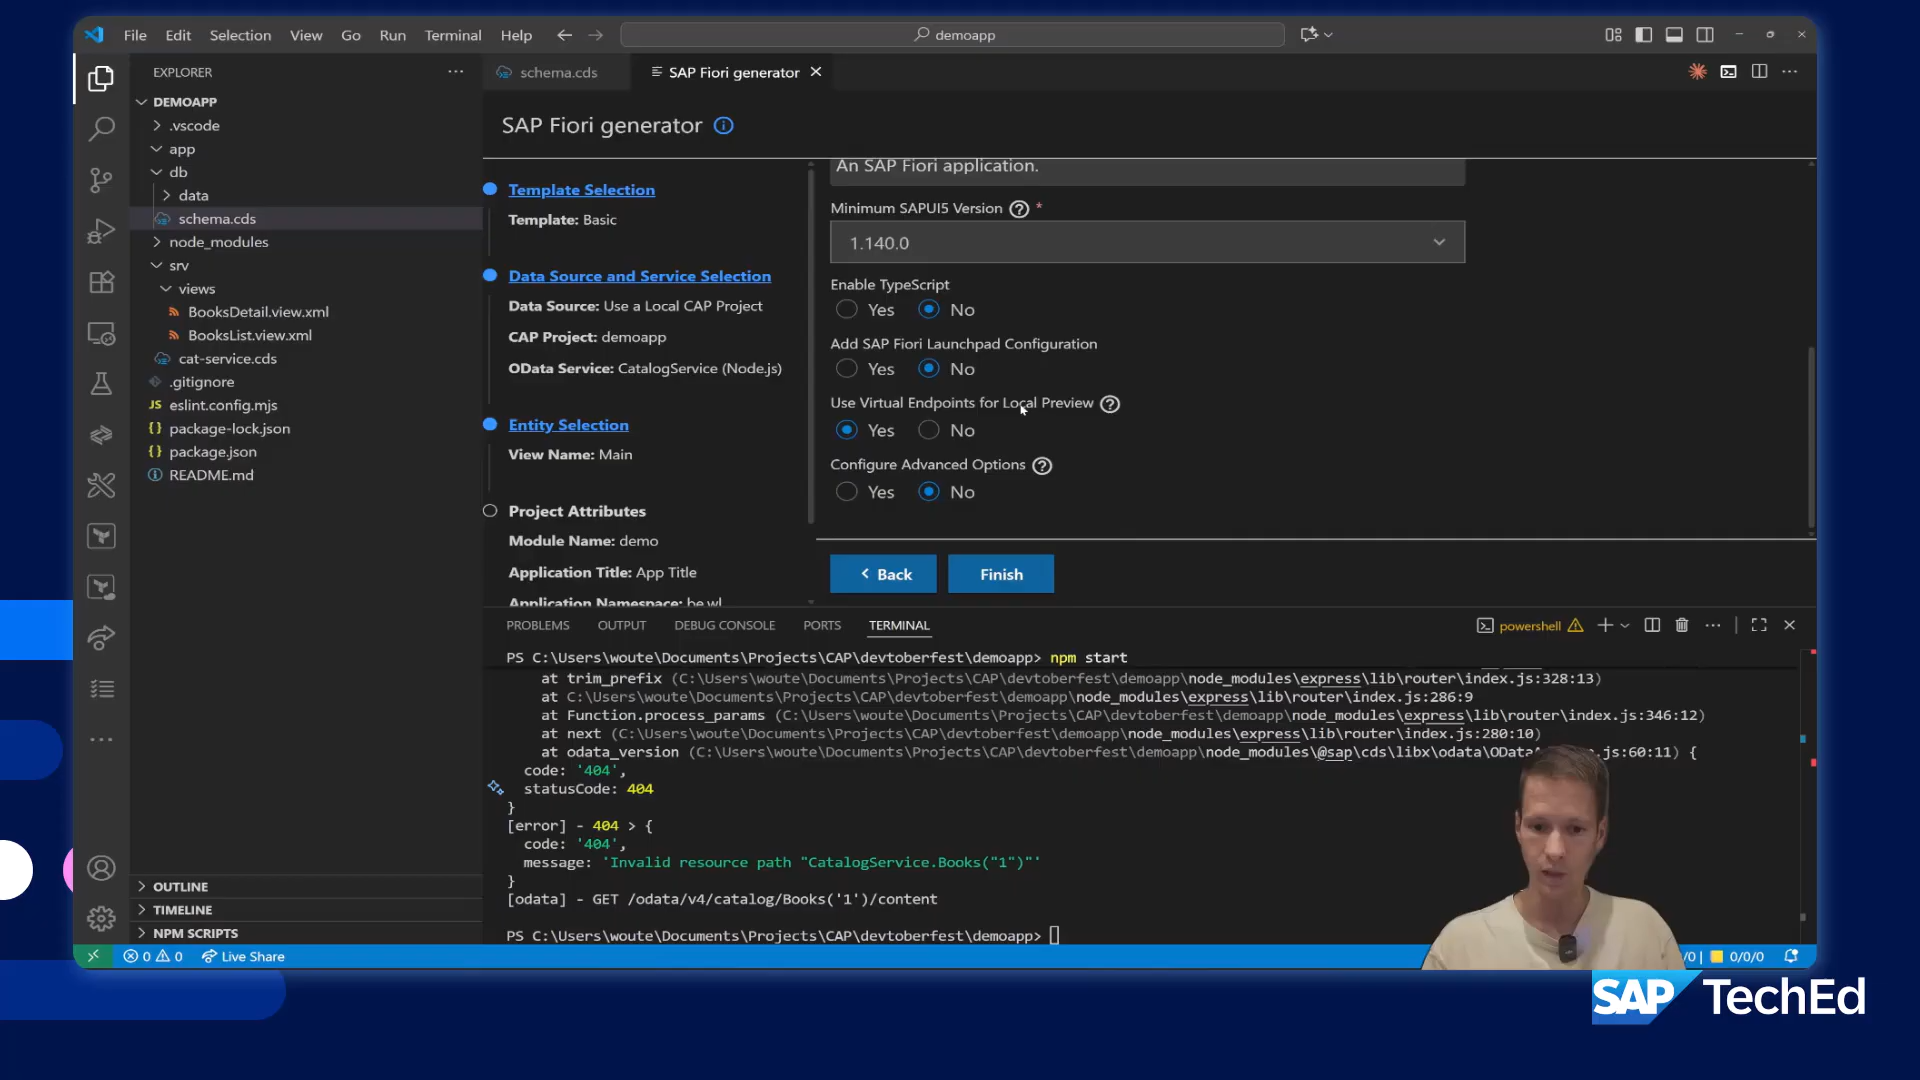 File Edit Selection View Go Run Terminal Help
demoapp
EXPLORER
schema.cds
SAP Fiori generator
DEMOAPP
.vscode
app
db
data
schema.cds
node_modules
srv
views
BooksDetail.view.xml
BooksList.view.xml
cat-service.cds
.gitignore
JS eslint.config.mjs
{} package-lock.json
{} package.json
README.md
OUTLINE
TIMELINE
NPM SCRIPTS
SAP Fiori generator
Template Selection
Template: Basic
Data Source and Service Selection
Data Source: Use a Local CAP Project
CAP Project: demoapp
OData Service: CatalogService (Node.js)
Entity Selection
View Name: Main
Project Attributes
Module Name: demo
Application Title: App Title
Application Namespace: be.wl
An SAP Fiori application.
Minimum SAPUI5 Version ? *
1.140.0
Enable TypeScript
Yes No
Add SAP Fiori Launchpad Configuration
Yes No
Use Virtual Endpoints for Local Preview ?
Yes No
Configure Advanced Options ?
Yes No
< Back
Finish
PROBLEMS OUTPUT DEBUG CONSOLE PORTS TERMINAL
powershell
PS C:\Users\woute\Documents\Projects\CAP\devtoberfest\demoapp> npm start
at trim_prefix (C:\Users\woute\Documents\Projects\CAP\devtoberfest\demoapp\node_modules\express\lib\router\index.js:328:13)
at C:\Users\woute\Documents\Projects\CAP\devtoberfest\demoapp\node_modules\express\lib\router\index.js:286:9
at Function.process_params (C:\Users\woute\Documents\Projects\CAP\devtoberfest\demoapp\node_modules\express\lib\router\index.js:346:12)
at next (C:\Users\woute\Documents\Projects\CAP\devtoberfest\demoapp\node_modules\express\lib\router\index.js:280:10)
at odata_version (C:\Users\woute\Documents\Projects\CAP\devtoberfest\demoapp\node_modules\@sap\cds\libx\odata\ODataA .js:60:11) {
code: '404',
statusCode: 404
}
[error] - 404 > {
code: '404',
message: 'Invalid resource path "CatalogService.Books("1")"'
}
[odata] - GET /odata/v4/catalog/Books('1')/content
PS C:\Users\woute\Documents\Projects\CAP\devtoberfest\demoapp>
0 0 Live Share
/0 | 0/0/0
SAP TechEd